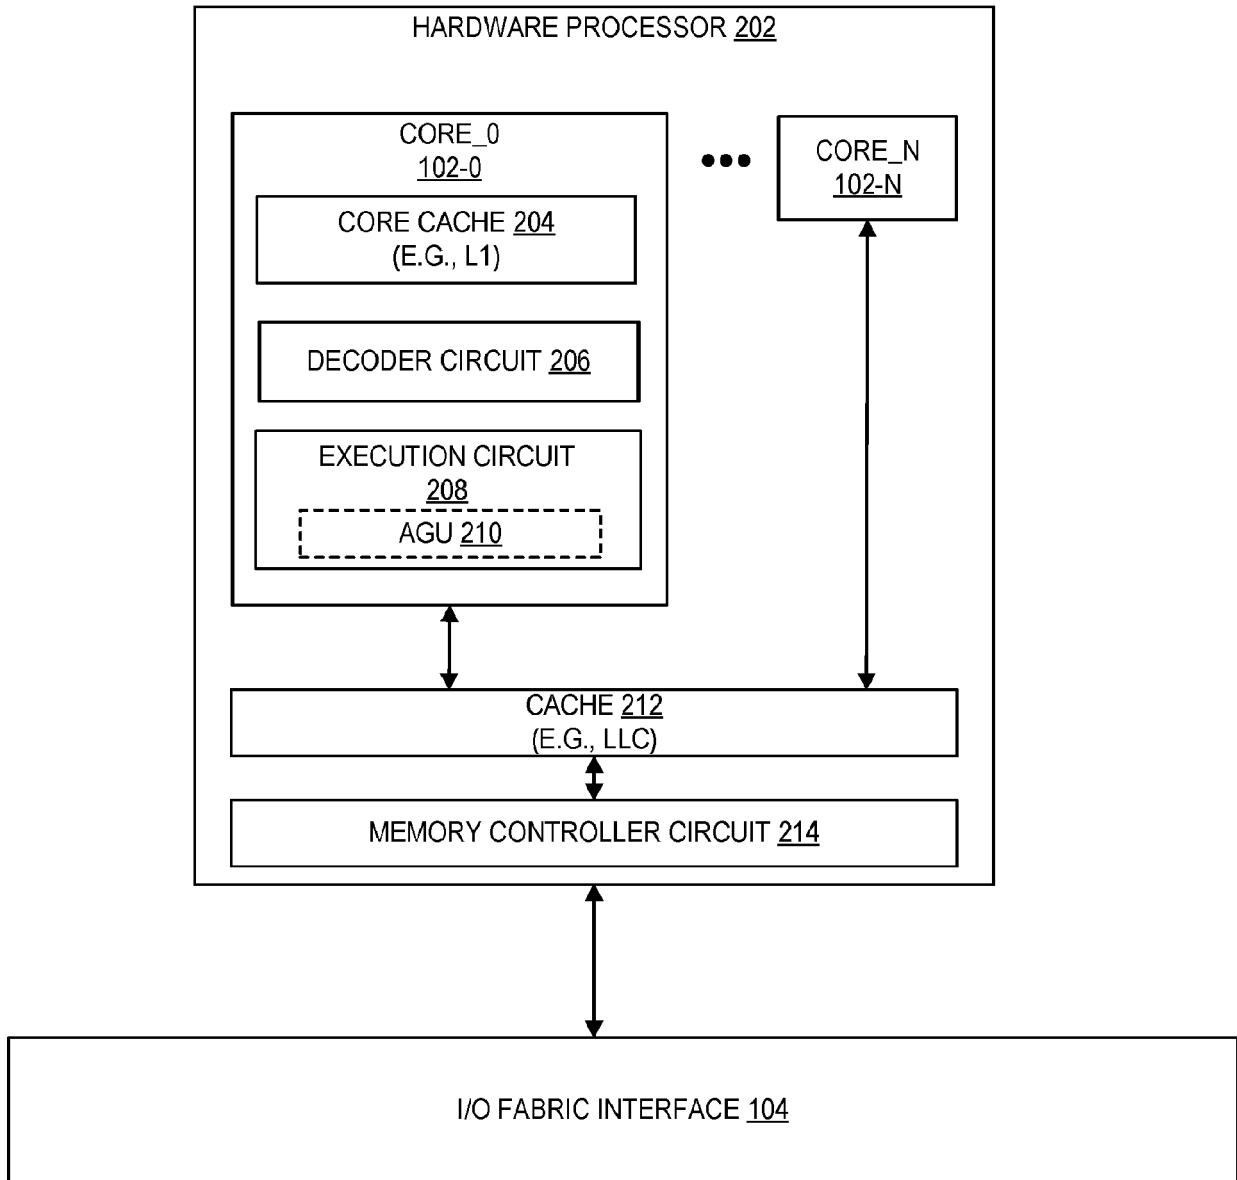 HARDWARE PROCESSOR 202
CORE_0
102-0
CORE CACHE 204
(E.G., L1)
DECODER CIRCUIT 206
EXECUTION CIRCUIT
208
AGU 210
CORE_N
102-N
CACHE 212
(E.G., LLC)
MEMORY CONTROLLER CIRCUIT 214
I/O FABRIC INTERFACE 104